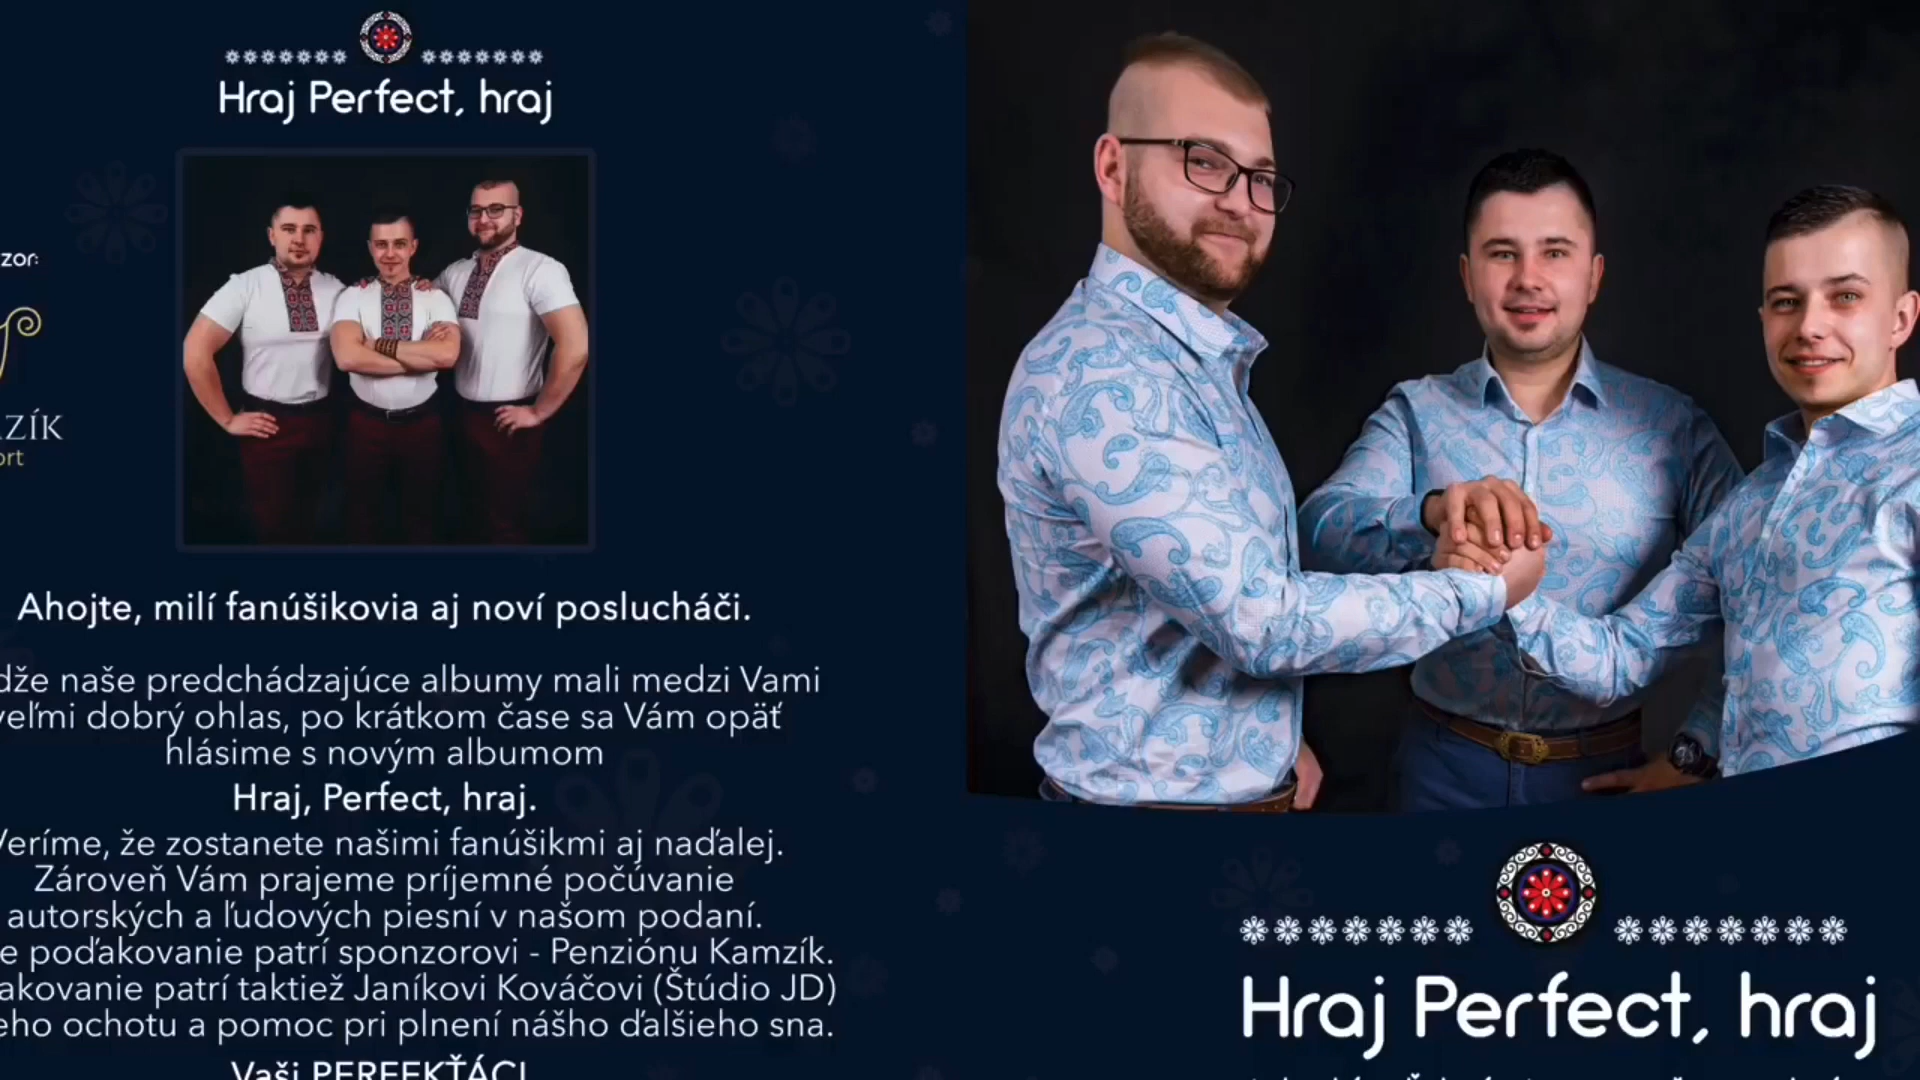 Hraj Perfect, hraj
zor:
ZÍK
ort
Ahojte, milí fanúšikovia aj noví poslucháči.
dže naše predchádzajúce albumy mali medzi Vami
veľmi dobrý ohlas, po krátkom čase sa Vám opäť
hlásime s novým albumom
Hraj, Perfect, hraj.
Veríme, že zostanete našimi fanúšikmi aj naďalej.
Zároveň Vám prajeme príjemné počúvanie
autorských a ľudových piesní v našom podaní.
e poďakovanie patrí sponzorovi - Penziónu Kamzík.
akovanie patrí taktiež Janíkovi Kováčovi (Štúdio JD)
eho ochotu a pomoc pri plnení nášho ďalšieho sna.
Vaši PERFEKŤÁCI
Hraj Perfect, hraj